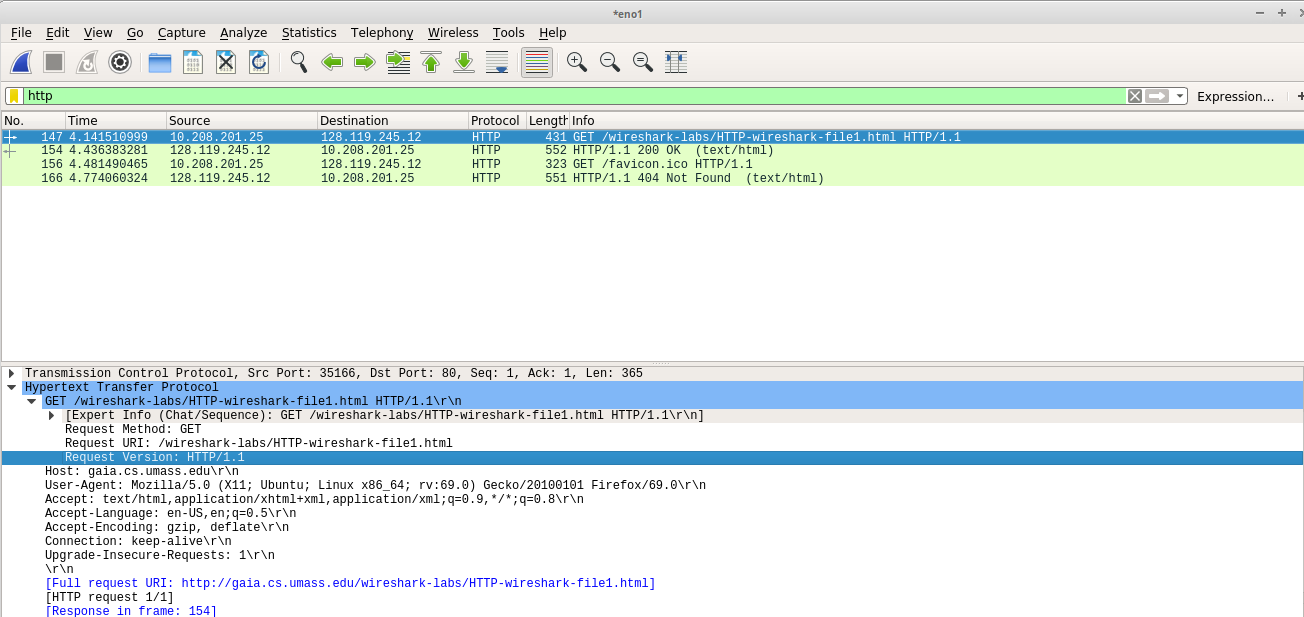 *eno1
File Edit View Go Capture Analyze Statistics Telephony Wireless Tools Help
http
Expression…
No. Time Source Destination Protocol Length Info
147 4.141510999 10.208.201.25 128.119.245.12 HTTP 431 GET /wireshark-labs/HTTP-wireshark-file1.html HTTP/1.1
154 4.436383281 128.119.245.12 10.208.201.25 HTTP 552 HTTP/1.1 200 OK  (text/html)
156 4.481490465 10.208.201.25 128.119.245.12 HTTP 323 GET /favicon.ico HTTP/1.1
166 4.774060324 128.119.245.12 10.208.201.25 HTTP 551 HTTP/1.1 404 Not Found  (text/html)
Transmission Control Protocol, Src Port: 35166, Dst Port: 80, Seq: 1, Ack: 1, Len: 365
Hypertext Transfer Protocol
GET /wireshark-labs/HTTP-wireshark-file1.html HTTP/1.1\r\n
[Expert Info (Chat/Sequence): GET /wireshark-labs/HTTP-wireshark-file1.html HTTP/1.1\r\n]
Request Method: GET
Request URI: /wireshark-labs/HTTP-wireshark-file1.html
Request Version: HTTP/1.1
Host: gaia.cs.umass.edu\r\n
User-Agent: Mozilla/5.0 (X11; Ubuntu; Linux x86_64; rv:69.0) Gecko/20100101 Firefox/69.0\r\n
Accept: text/html,application/xhtml+xml,application/xml;q=0.9,*/*;q=0.8\r\n
Accept-Language: en-US,en;q=0.5\r\n
Accept-Encoding: gzip, deflate\r\n
Connection: keep-alive\r\n
Upgrade-Insecure-Requests: 1\r\n
\r\n
[Full request URI: http://gaia.cs.umass.edu/wireshark-labs/HTTP-wireshark-file1.html]
[HTTP request 1/1]
[Response in frame: 154]